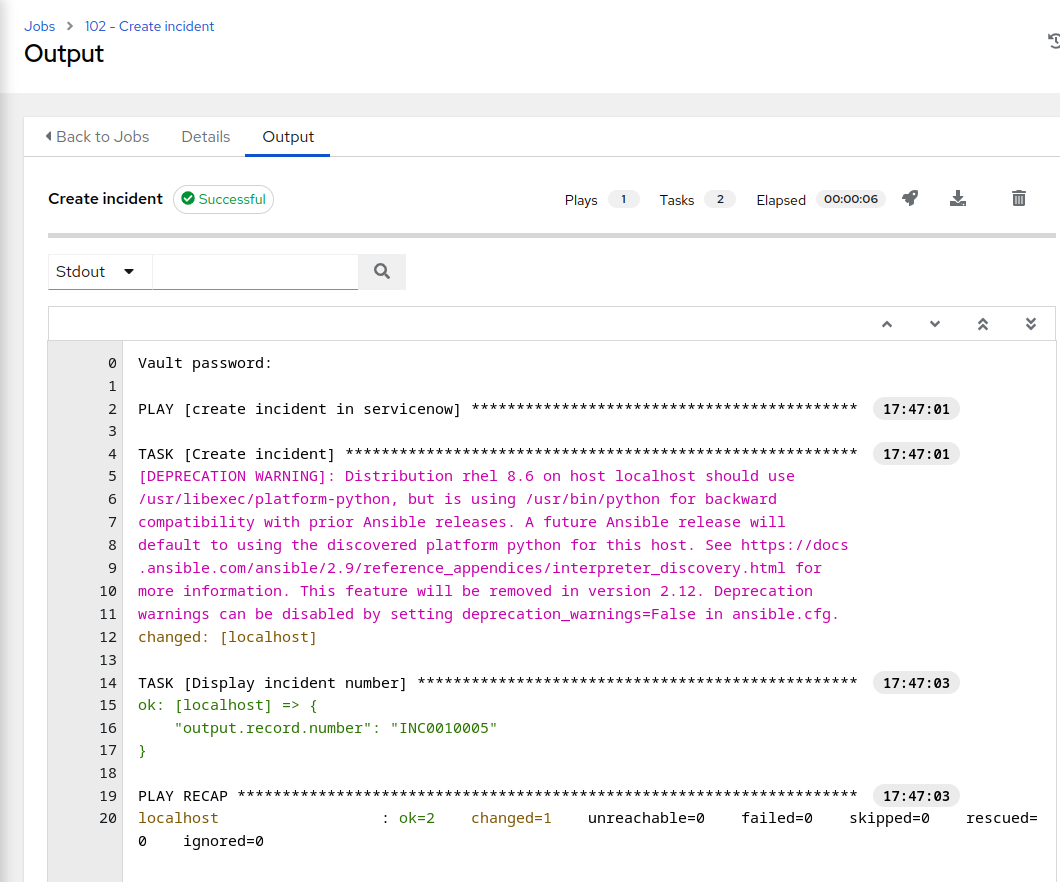 Jobs > 102 - Create incident
Output
Back to Jobs Details Output
Create incident Successful Plays 1 Tasks 2 Elapsed 00:00:06
Stdout
0 Vault password:
1
2 PLAY [create incident in servicenow] ******************************************* 17:47:01
3
4 TASK [Create incident] ********************************************************* 17:47:01
5 [DEPRECATION WARNING]: Distribution rhel 8.6 on host localhost should use
6 /usr/libexec/platform-python, but is using /usr/bin/python for backward
7 compatibility with prior Ansible releases. A future Ansible release will
8 default to using the discovered platform python for this host. See https://docs
9 .ansible.com/ansible/2.9/reference_appendices/interpreter_discovery.html for
10 more information. This feature will be removed in version 2.12. Deprecation
11 warnings can be disabled by setting deprecation_warnings=False in ansible.cfg.
12 changed: [localhost]
13
14 TASK [Display incident number] ************************************************* 17:47:03
15 ok: [localhost] => {
16     "output.record.number": "INC0010005"
17 }
18
19 PLAY RECAP ********************************************************************* 17:47:03
20 localhost                  : ok=2    changed=1    unreachable=0    failed=0    skipped=0    rescued=
0    ignored=0